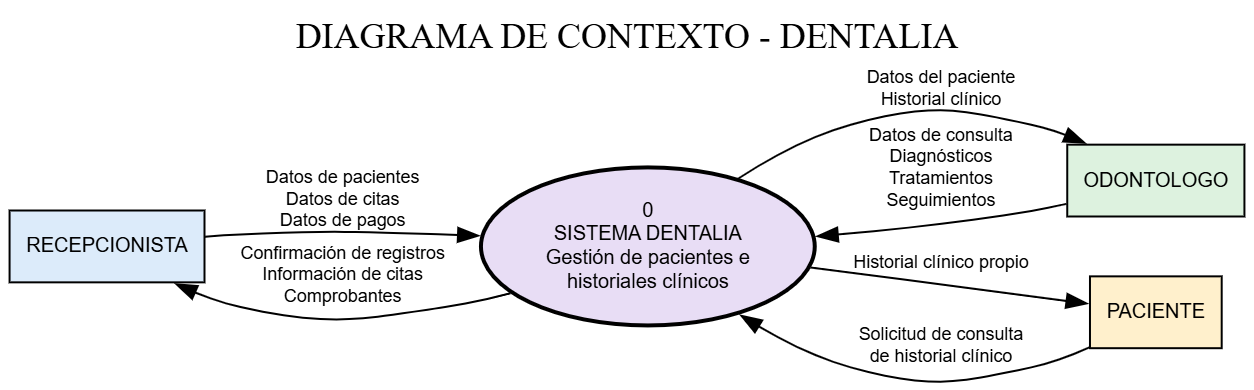 DIAGRAMA DE CONTEXTO - DENTALIA
Datos del paciente
Historial clínico
Datos de consulta
Diagnósticos
Tratamientos
Seguimientos
ODONTOLOGO
Datos de pacientes
Datos de citas
Datos de pagos
RECEPCIONISTA
Confirmación de registros
Información de citas
Comprobantes
0
SISTEMA DENTALIA
Gestión de pacientes e
historiales clínicos
Historial clínico propio
PACIENTE
Solicitud de consulta
de historial clínico